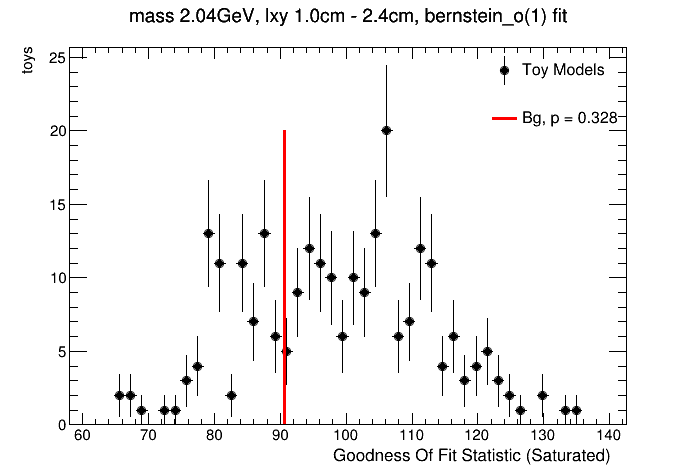 mass 2.04GeV, lxy 1.0cm - 2.4cm, bernstein_o(1) fit
toys
25
20
15
10
5
0
Toy Models
Bg, p = 0.328
60 70 80 90 100 110 120 130 140
Goodness Of Fit Statistic (Saturated)